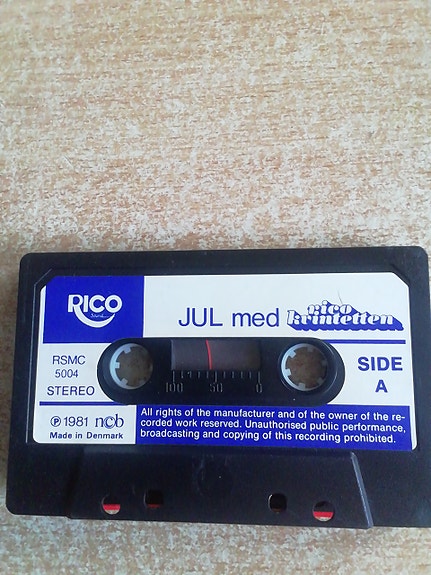 RICO
Sound
JUL med rico
kvintetten
RSMC
5004
STEREO
100 50 0
SIDE
A
℗ 1981 ncb
Made in Denmark
All rights of the manufacturer and of the owner of the re-
corded work reserved. Unauthorised public performance,
broadcasting and copying of this recording prohibited.